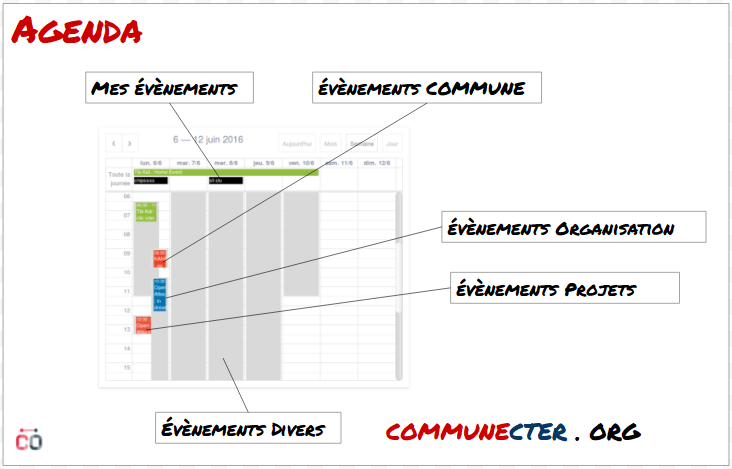 AGENDA
MES ÉVÈNEMENTS
ÉVÈNEMENTS COMMUNE
6 — 12 juin 2016
Aujourd'hui Mois Semaine Jour
lun. 6/6 mar. 7/6 mer. 8/6 jeu. 9/6 ven. 10/6 sam. 11/6 dim. 12/6
Toute la journée
06
07
08
09
10
11
12
13
14
15
ÉVÈNEMENTS ORGANISATION
ÉVÈNEMENTS PROJETS
ÉVÈNEMENTS DIVERS
CO
COMMUNECTER . ORG